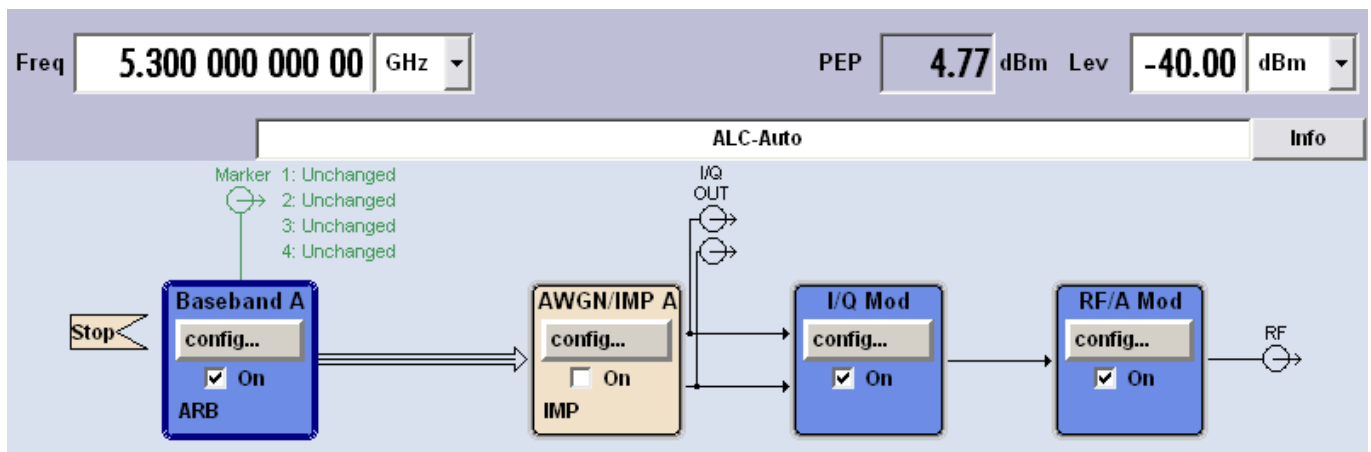 Freq 5.300 000 000 00 GHz PEP 4.77 dBm Lev -40.00 dBm
ALC-Auto Info
Marker 1: Unchanged
2: Unchanged
3: Unchanged
4: Unchanged
I/Q
OUT
Baseband A AWGN/IMP A I/Q Mod RF/A Mod
Stop config... config... config... config... RF
On On On On
ARB IMP